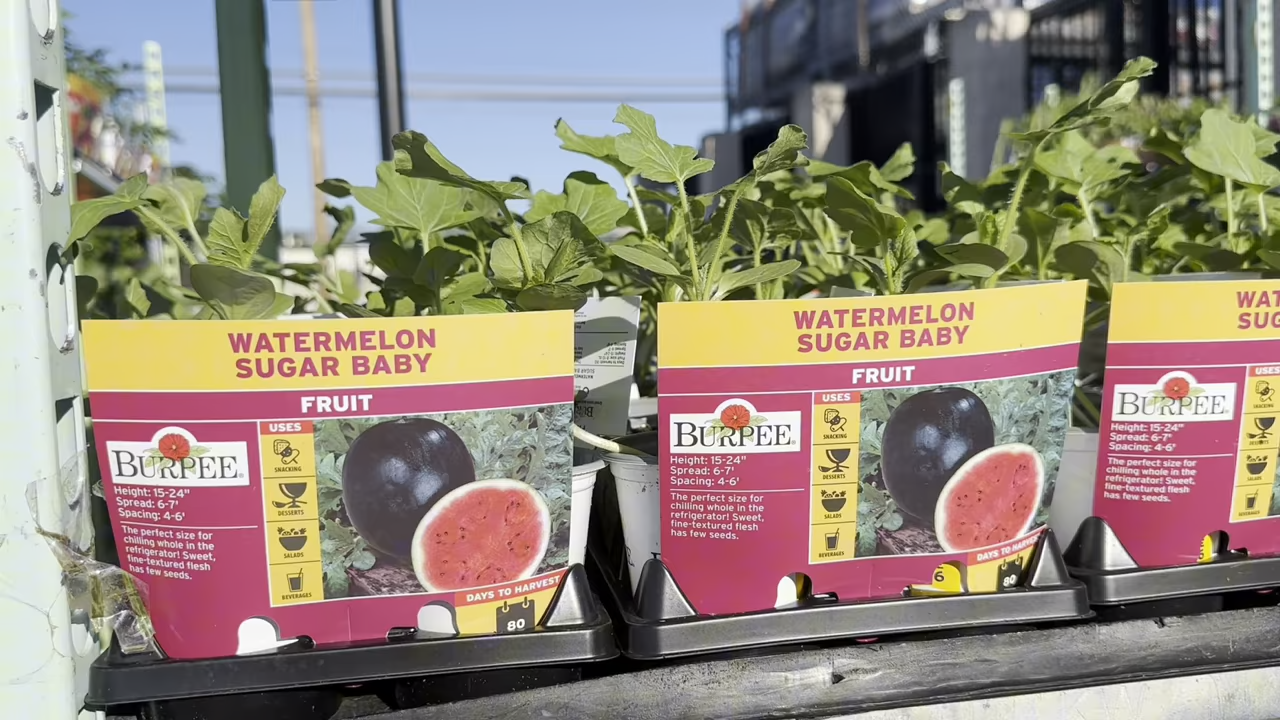 WATERMELON
SUGAR BABY
FRUIT
BURPEE®
Height: 15-24"
Spread: 6-7'
Spacing: 4-6'
The perfect size for
chilling whole in the
refrigerator! Sweet,
fine-textured flesh
has few seeds.
USES
SNACKING
DESSERTS
SALADS
BEVERAGES
DAYS TO HARVEST
80
WATERMELON
SUGAR BABY
FRUIT
BURPEE®
Height: 15-24"
Spread: 6-7'
Spacing: 4-6'
The perfect size for
chilling whole in the
refrigerator! Sweet,
fine-textured flesh
has few seeds.
USES
SNACKING
DESSERTS
SALADS
BEVERAGES
DAYS TO HARVEST
6
80
WAT
SUG
BURPEE®
Height: 15-24"
Spread: 6-7'
Spacing: 4-6'
The perfect size for
chilling whole in the
refrigerator! Sweet,
fine-textured flesh
has few seeds.
USES
SNACKING
DESSERTS
SALADS
BEVERAGES